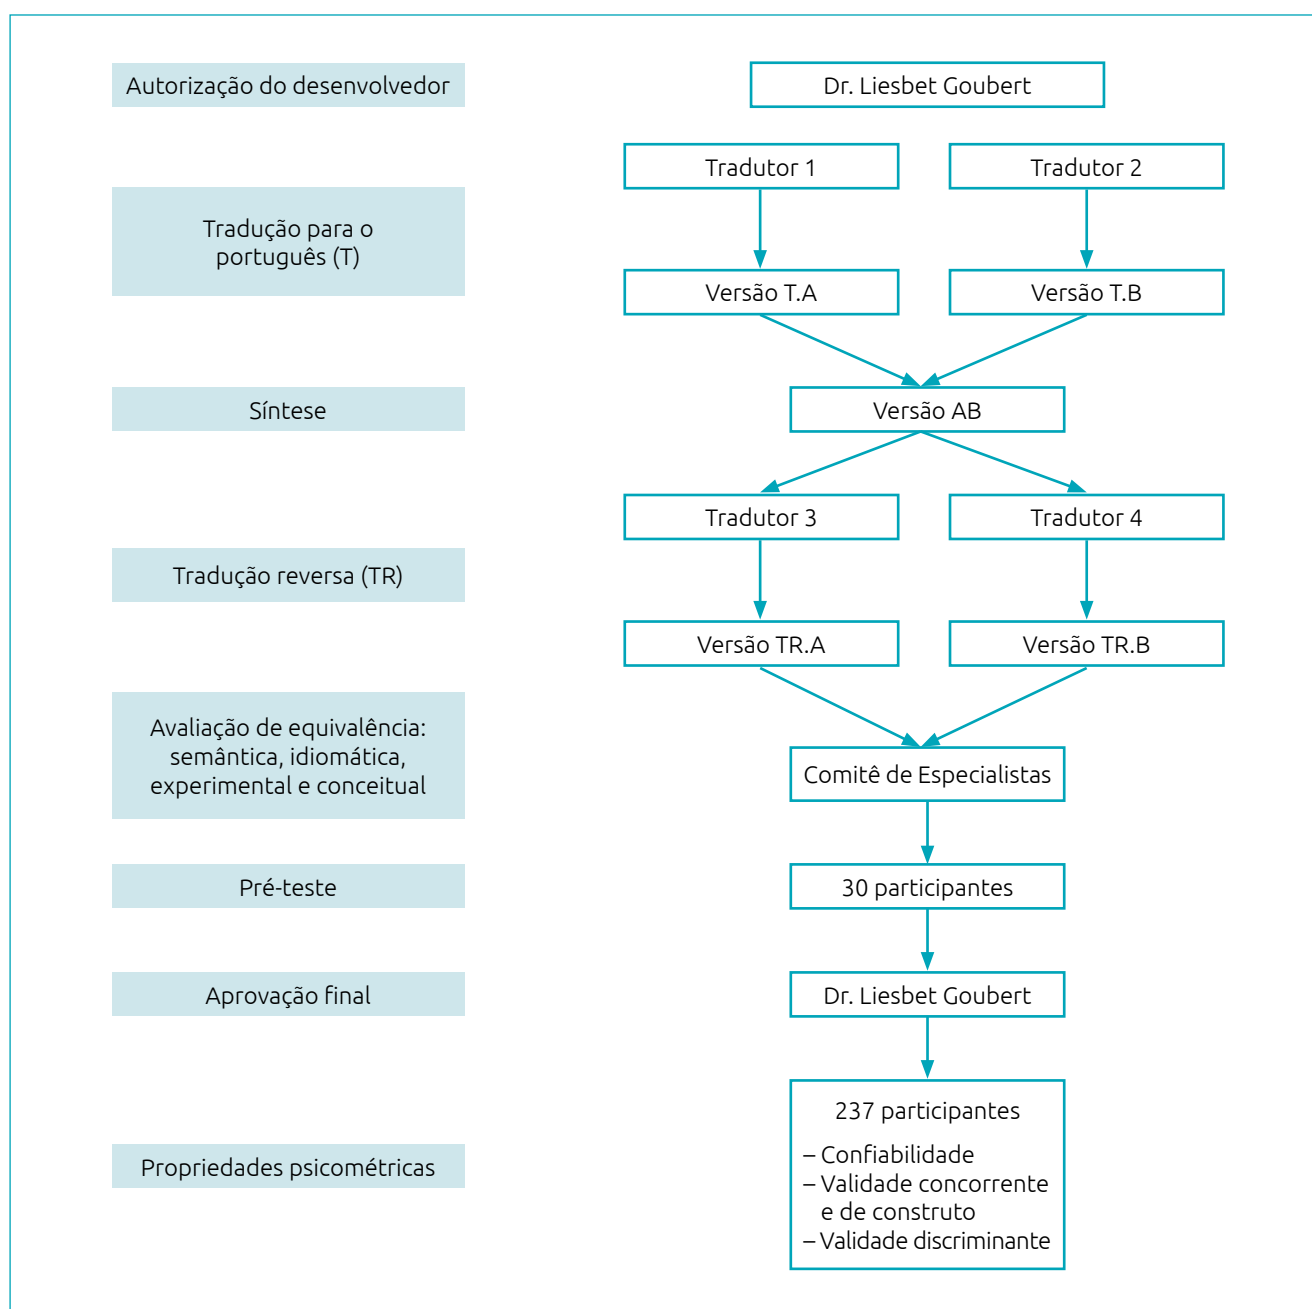 Autorização do desenvolvedor
Dr. Liesbet Goubert
Tradutor 1
Tradutor 2
Tradução para o
português (T)
Versão T.A
Versão T.B
Síntese
Versão AB
Tradutor 3
Tradutor 4
Tradução reversa (TR)
Versão TR.A
Versão TR.B
Avaliação de equivalência:
semântica, idiomática,
experimental e conceitual
Comitê de Especialistas
Pré-teste
30 participantes
Aprovação final
Dr. Liesbet Goubert
Propriedades psicométricas
237 participantes
– Confiabilidade
– Validade concorrente
e de construto
– Validade discriminante